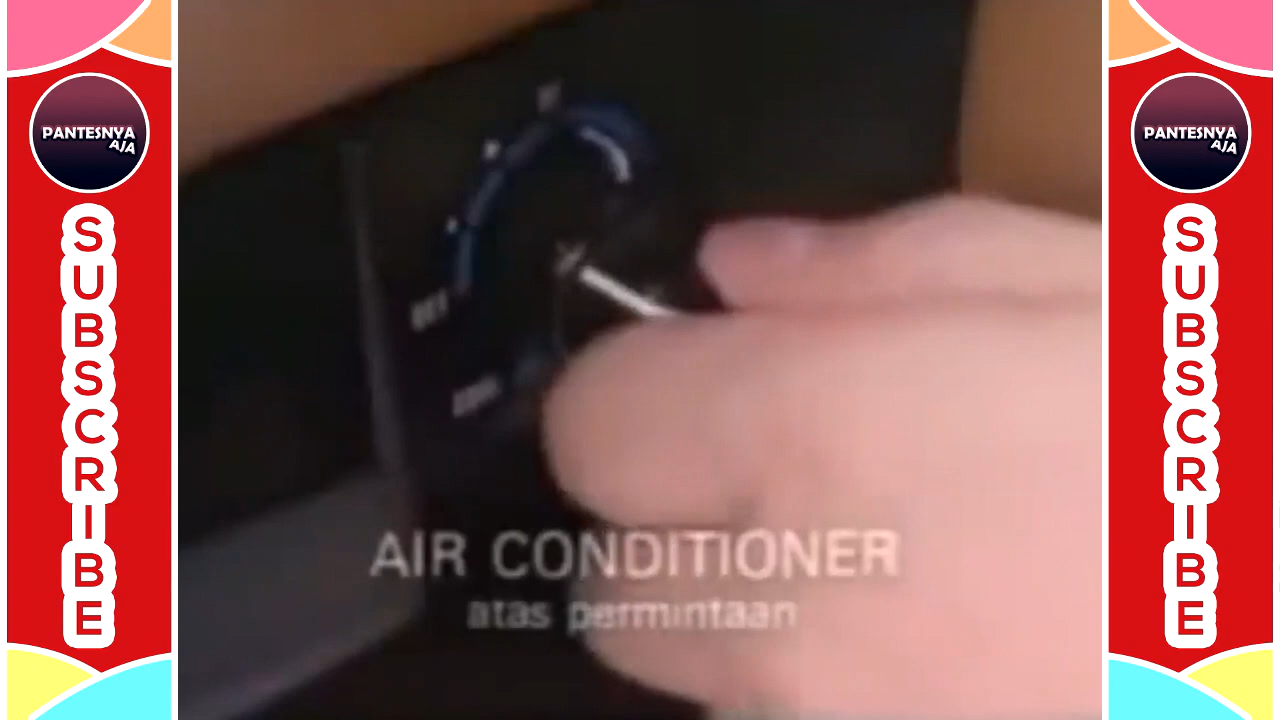 PANTESNYA
AJA
SUBSCRIBE
AIR CONDITIONER
atas permintaan
PANTESNYA
AJA
SUBSCRIBE